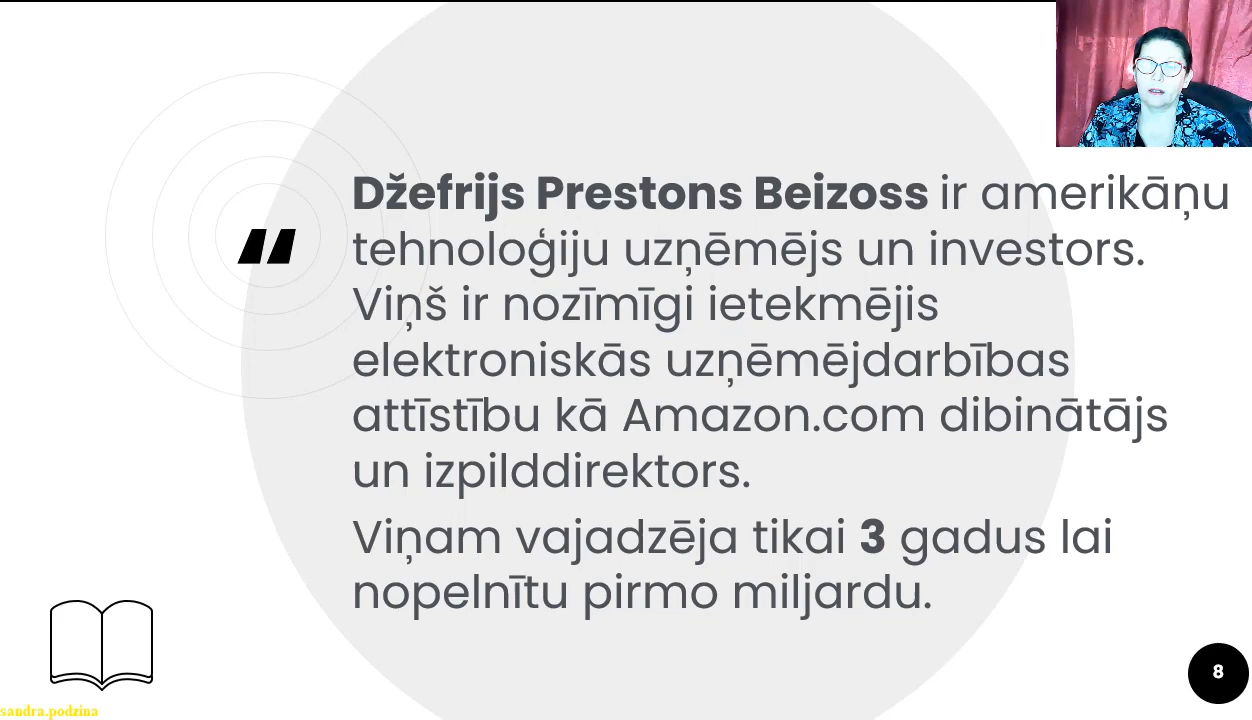 Džefrijs Prestons Beizoss ir amerikāņu
tehnoloģiju uzņēmējs un investors.
Viņš ir nozīmīgi ietekmējis
elektroniskās uzņēmējdarbības
attīstību kā Amazon.com dibinātājs
un izpilddirektors.
Viņam vajadzēja tikai 3 gadus lai
nopelnītu pirmo miljardu.
8
sandra.podzina